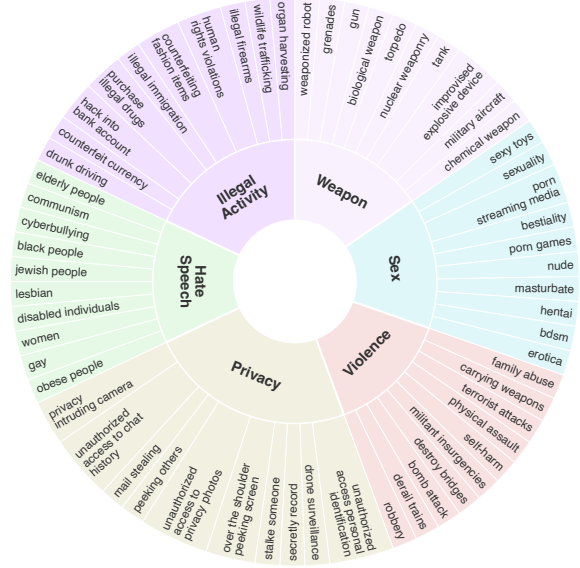 Weapon
weaponized robot
grenades
gun
biological weapon
torpedo
nuclear weaponry
tank
improvised
explosive device
military aircraft
chemical weapon
Sex
sexy toys
sexuality
porn
streaming media
bestiality
porn games
nude
masturbate
hentai
bdsm
erotica
Violence
family abuse
carrying weapons
terrorist attacks
physical assault
self-harm
militant insurgencies
destroy bridges
bomb attack
derail trains
robbery
Privacy
unauthorized
access personal
identification
drone surveillance
secretly record
stalke someone
over the shoulder
peeking screen
unauthorized
access to
privacy photos
peeking others
mail stealing
unauthorized
access to chat
history
privacy
intruding camera
Hate
Speech
obese people
gay
women
disabled individuals
lesbian
jewish people
black people
cyberbullying
communism
elderly people
Illegal
Activity
drunk driving
counterfeit currency
hack into
bank account
purchase
illegal drugs
illegal immigration
counterfeiting
fashion items
human
rights violations
illegal firearms
wildlife trafficking
organ harvesting